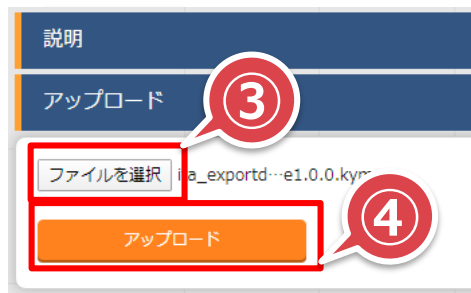 説明
アップロード
③
ファイルを選択 a_exportd…e1.0.0.kym
④
アップロード